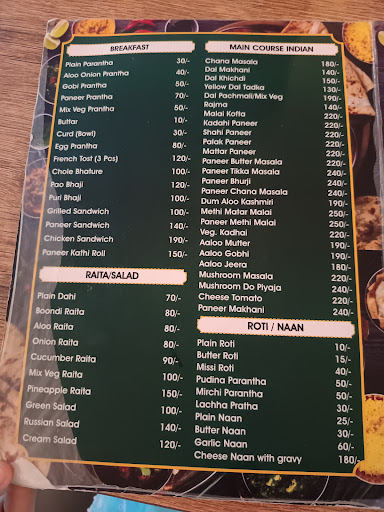 BREAKFAST
Plain Parantha 30/-
Aloo Onion Prantha 40/-
Gobi Prantha 50/-
Paneer Prantha 70/-
Mix Veg Prantha 50/-
Buttar 10/-
Curd (Bowl) 30/-
Egg Prantha 80/-
French Tost (3 Pcs) 120/-
Chole Bhature 100/-
Pao Bhaji 120/-
Puri Bhaji 100/-
Grilled Sandwich 100/-
Paneer Sandwich 140/-
Chicken Sandwich 190/-
Paneer Kathi Roll 150/-
RAITA/SALAD
Plain Dahi 70/-
Boondi Raita 80/-
Aloo Raita 80/-
Onion Raita 80/-
Cucumber Raita 90/-
Mix Veg Raita 100/-
Pineapple Raita 150/-
Green Salad 100/-
Russian Salad 140/-
Cream Salad 120/-
MAIN COURSE INDIAN
Chana Masala 180/-
Dal Makhani 140/-
Dal Khichdi 150/-
Yellow Dal Tadka 130/-
Dal Pachmali/Mix Veg 190/-
Rajma 140/-
Malai Kotta 220/-
Kadahi Paneer 220/-
Shahi Paneer 220/-
Palak Paneer 220/-
Mattar Paneer 220/-
Paneer Butter Masala 220/-
Paneer Tikka Masala 240/-
Paneer Bhurji 240/-
Paneer Chana Masala 240/-
Dum Aloo Kashmiri 190/-
Methi Matar Malai 250/-
Paneer Methi Malai 220/-
Veg. Kadhai 220/-
Aaloo Mutter 190/-
Aaloo Gobhi 190/-
Aaloo Jeera 180/-
Mushroom Masala 220/-
Mushroom Do Piyaja 240/-
Cheese Tomato 220/-
Paneer Makhani 240/-
ROTI / NAAN
Plain Roti 10/-
Butter Roti 15/-
Missi Roti 40/-
Pudina Parantha 50/-
Mirchi Parantha 50/-
Lachha Pratha 30/-
Plain Naan 25/-
Butter Naan 30/-
Garlic Naan 60/-
Cheese Naan with gravy 180/-